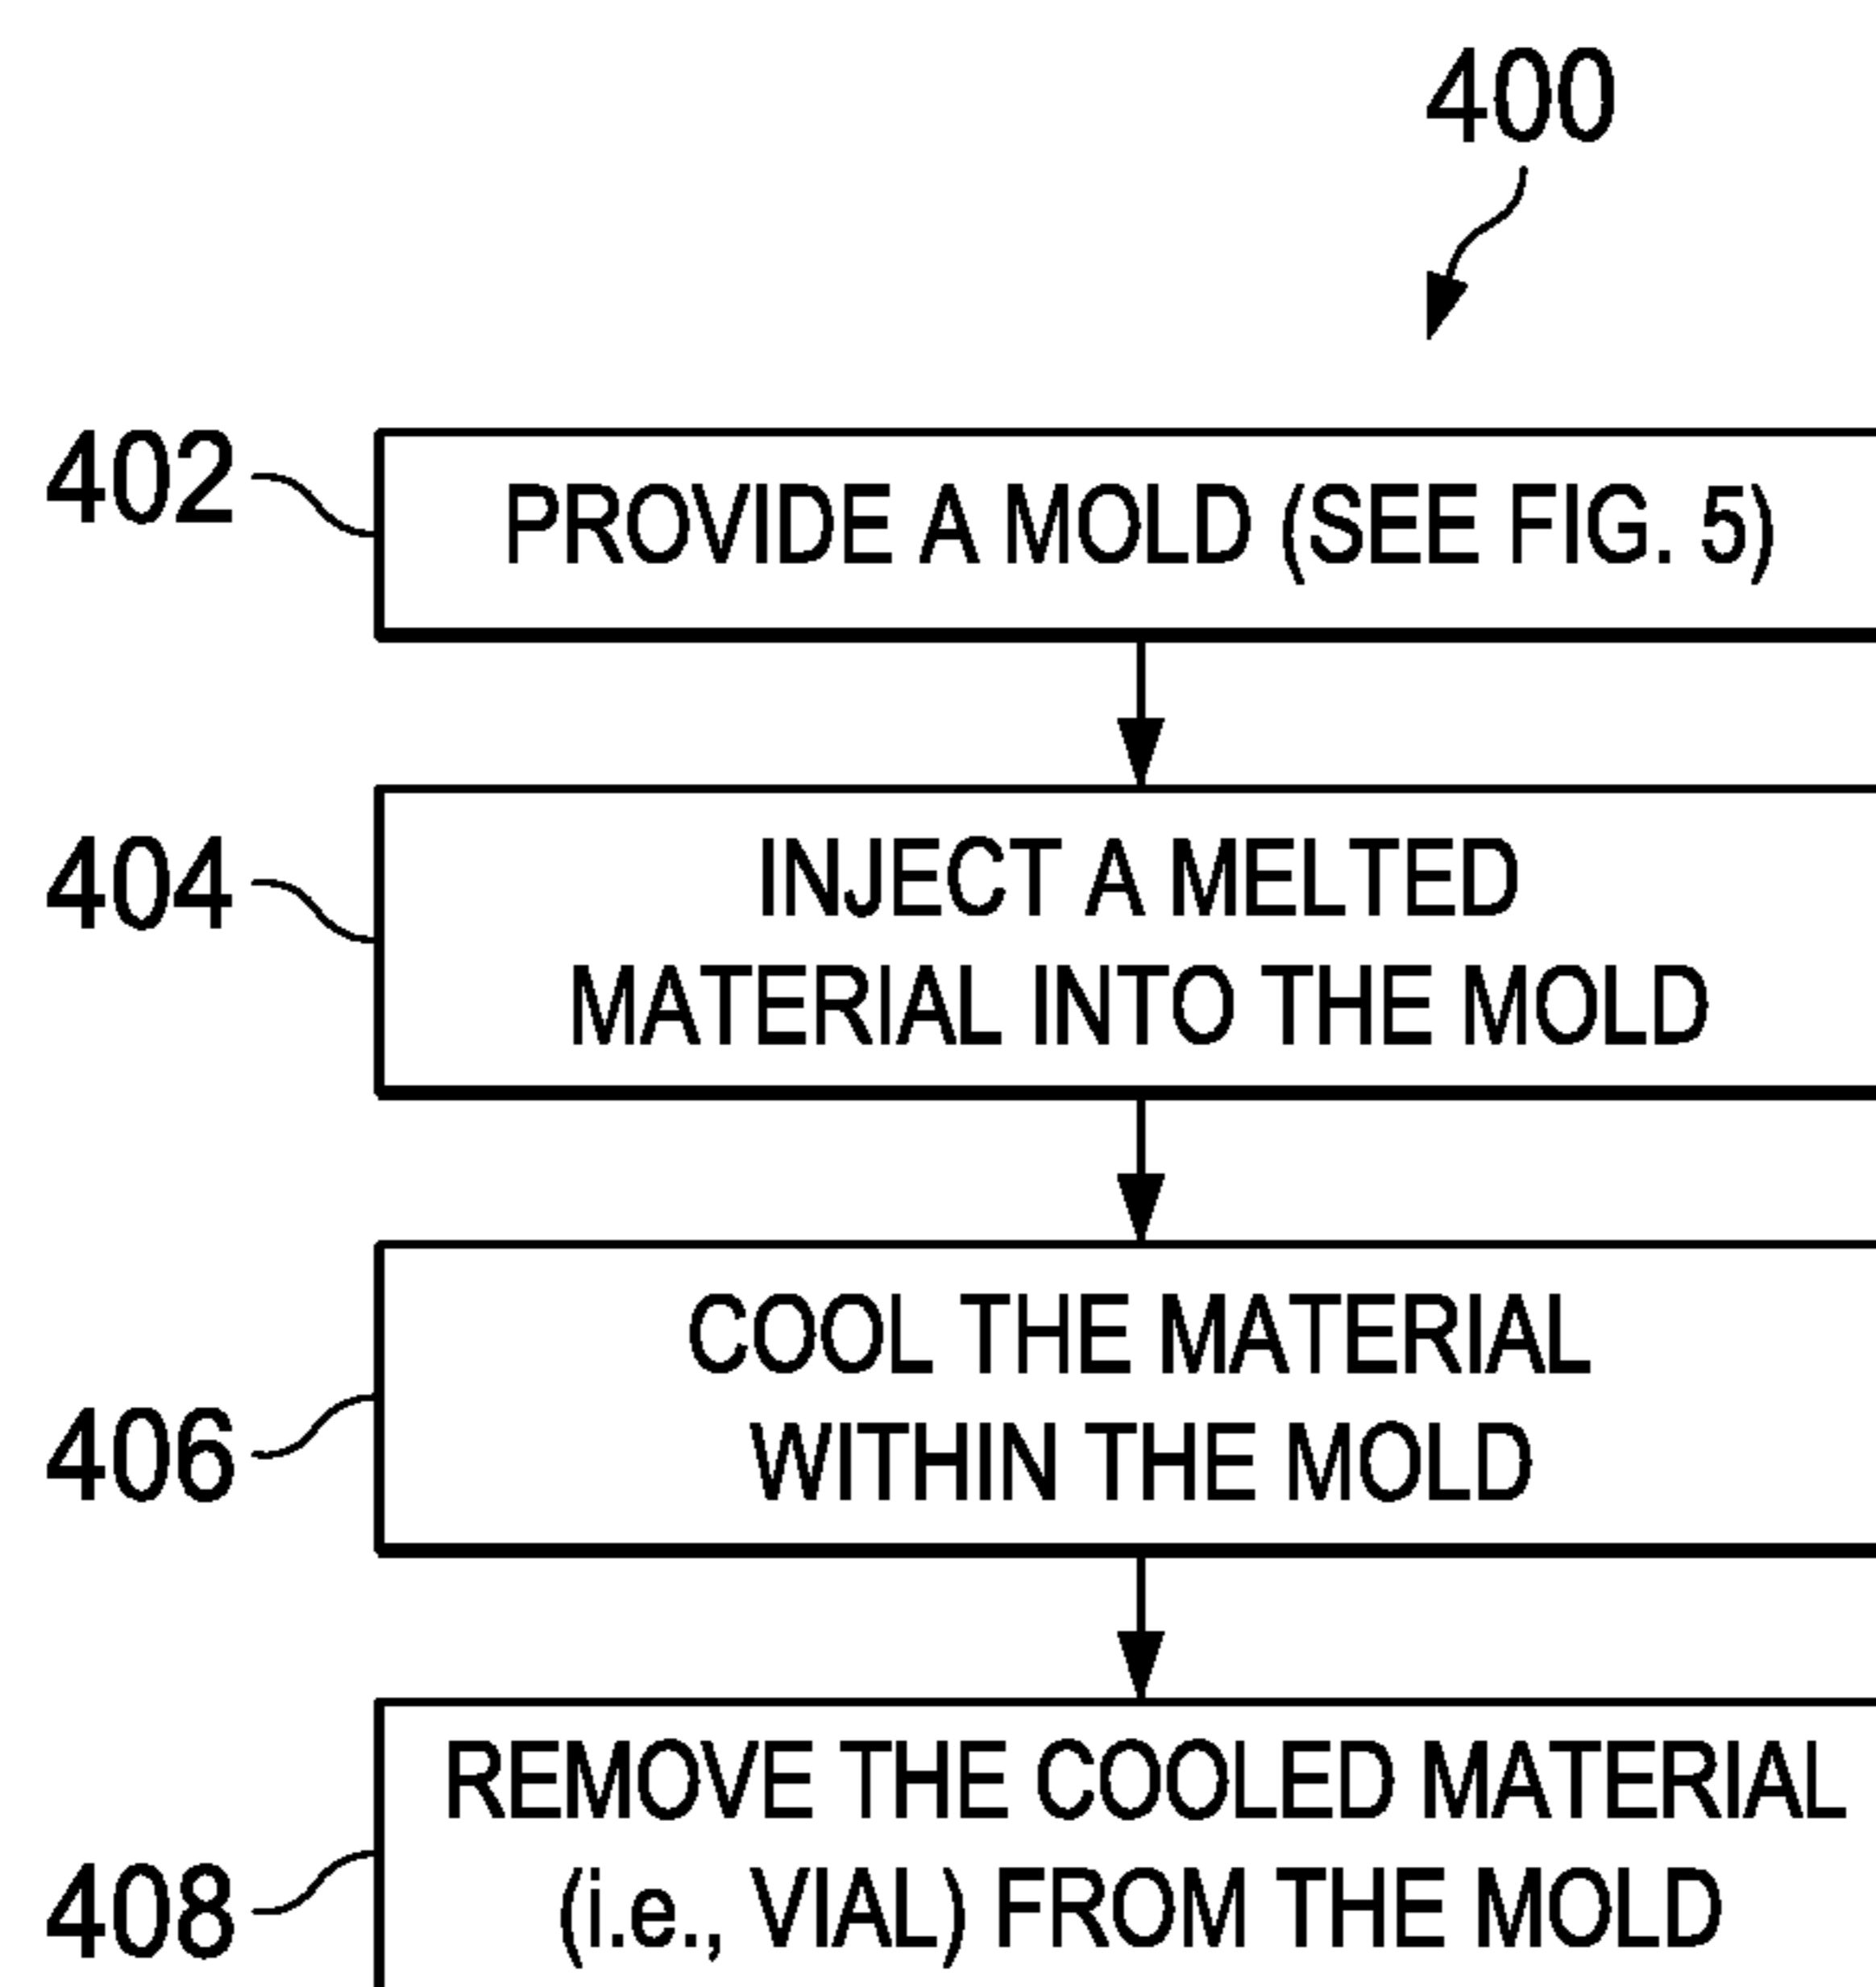 400
402
PROVIDE A MOLD (SEE FIG. 5)
404
INJECT A MELTED
MATERIAL INTO THE MOLD
406
COOL THE MATERIAL
WITHIN THE MOLD
408
REMOVE THE COOLED MATERIAL
(i.e., VIAL) FROM THE MOLD